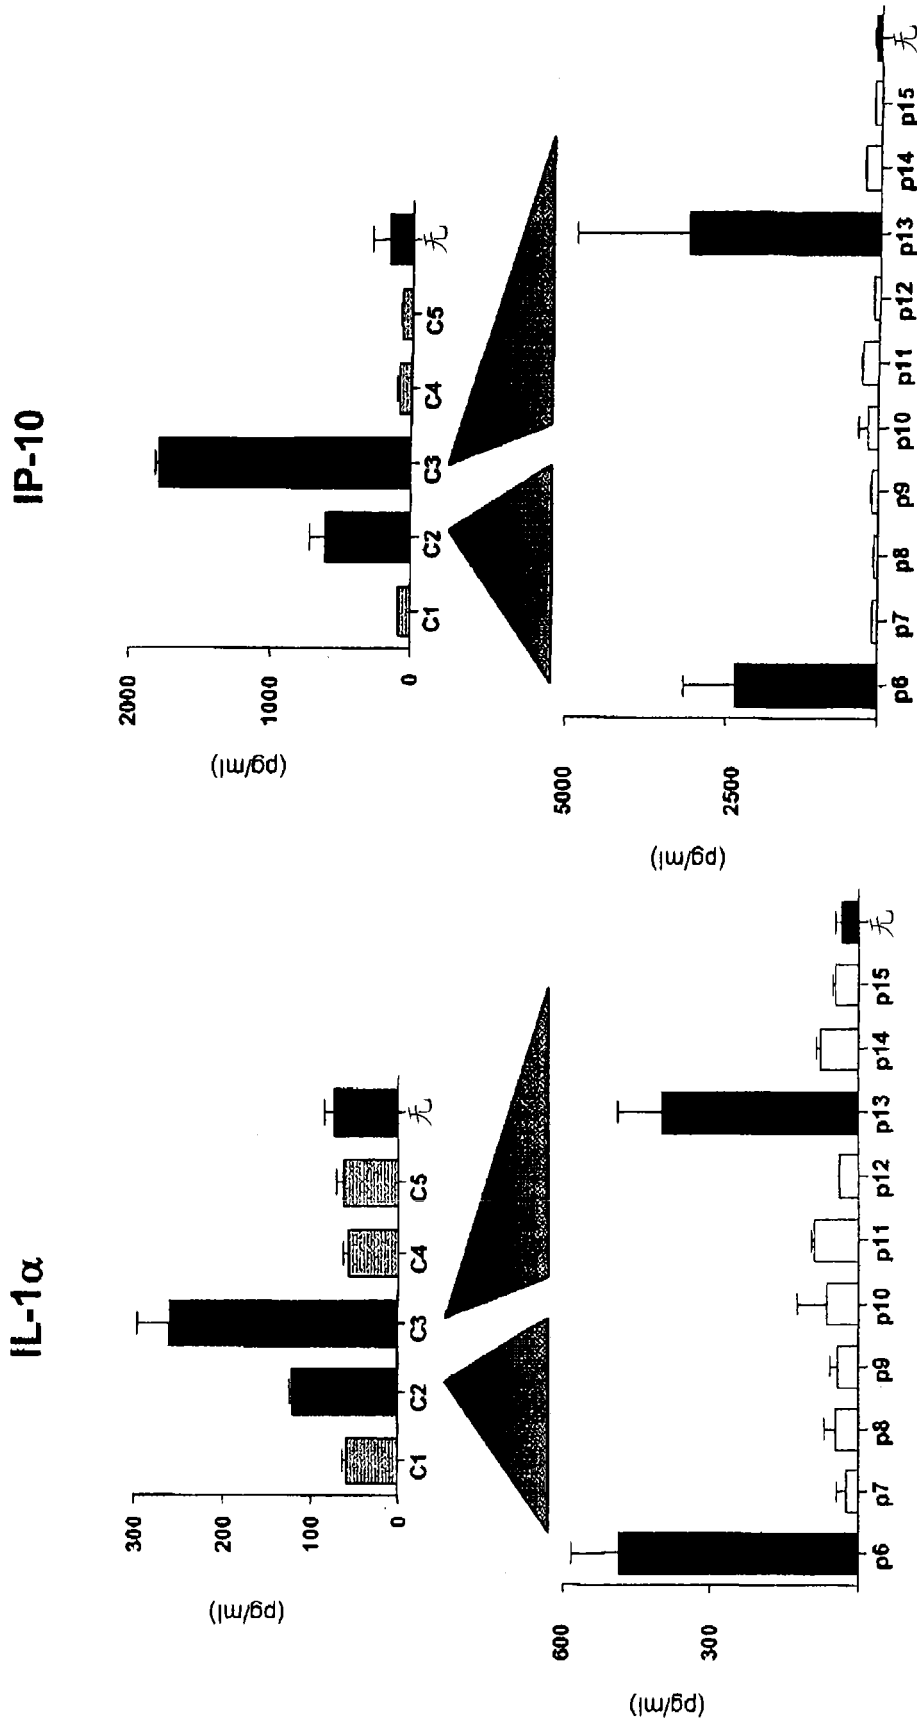 IL-1α
(pg/ml)
300
200
100
0
C1 C2 C3 C4 C5 无
(pg/ml)
600
300
p6 p7 p8 p9 p10 p11 p12 p13 p14 p15 无
IP-10
(pg/ml)
2000
1000
0
C1 C2 C3 C4 C5 无
(pg/ml)
5000
2500
p6 p7 p8 p9 p10 p11 p12 p13 p14 p15 无